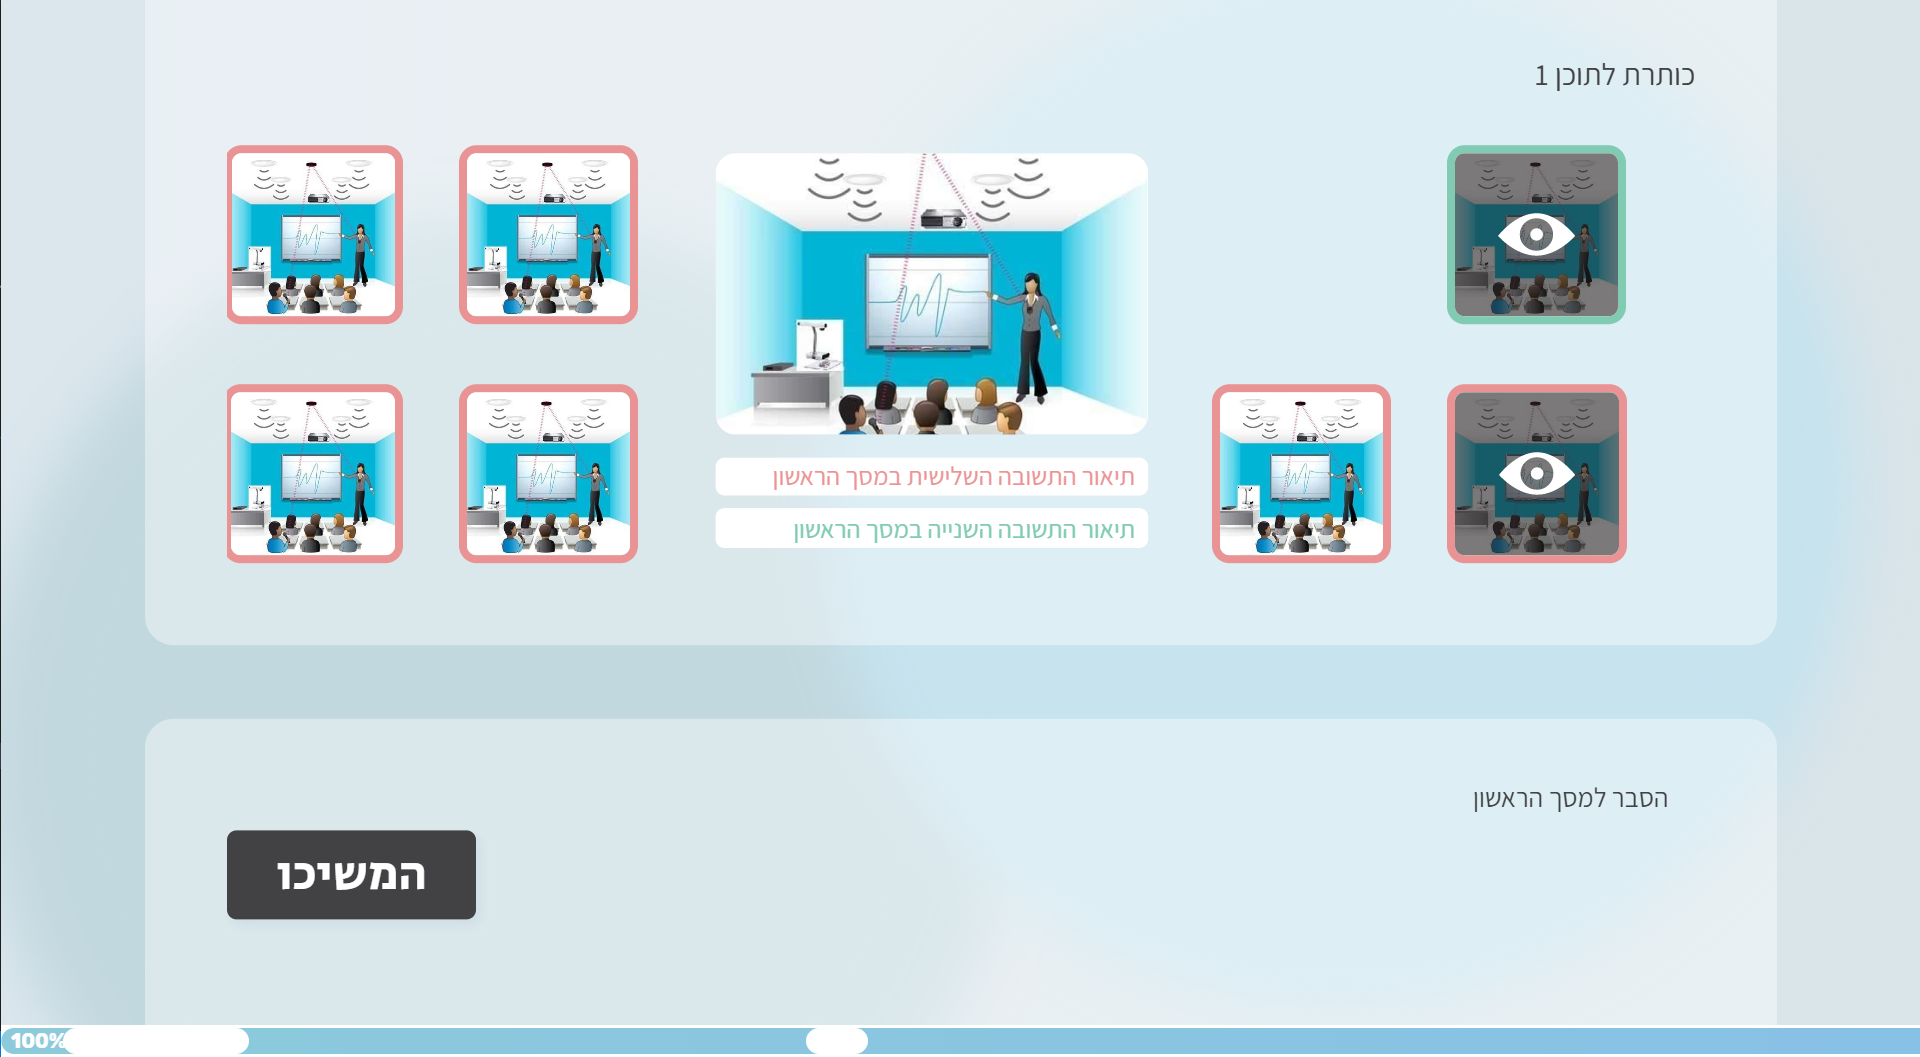 כותרת לתוכן 1
תיאור התשובה השלישית במסך הראשון
תיאור התשובה השנייה במסך הראשון
הסבר למסך הראשון
המשיכו
100%